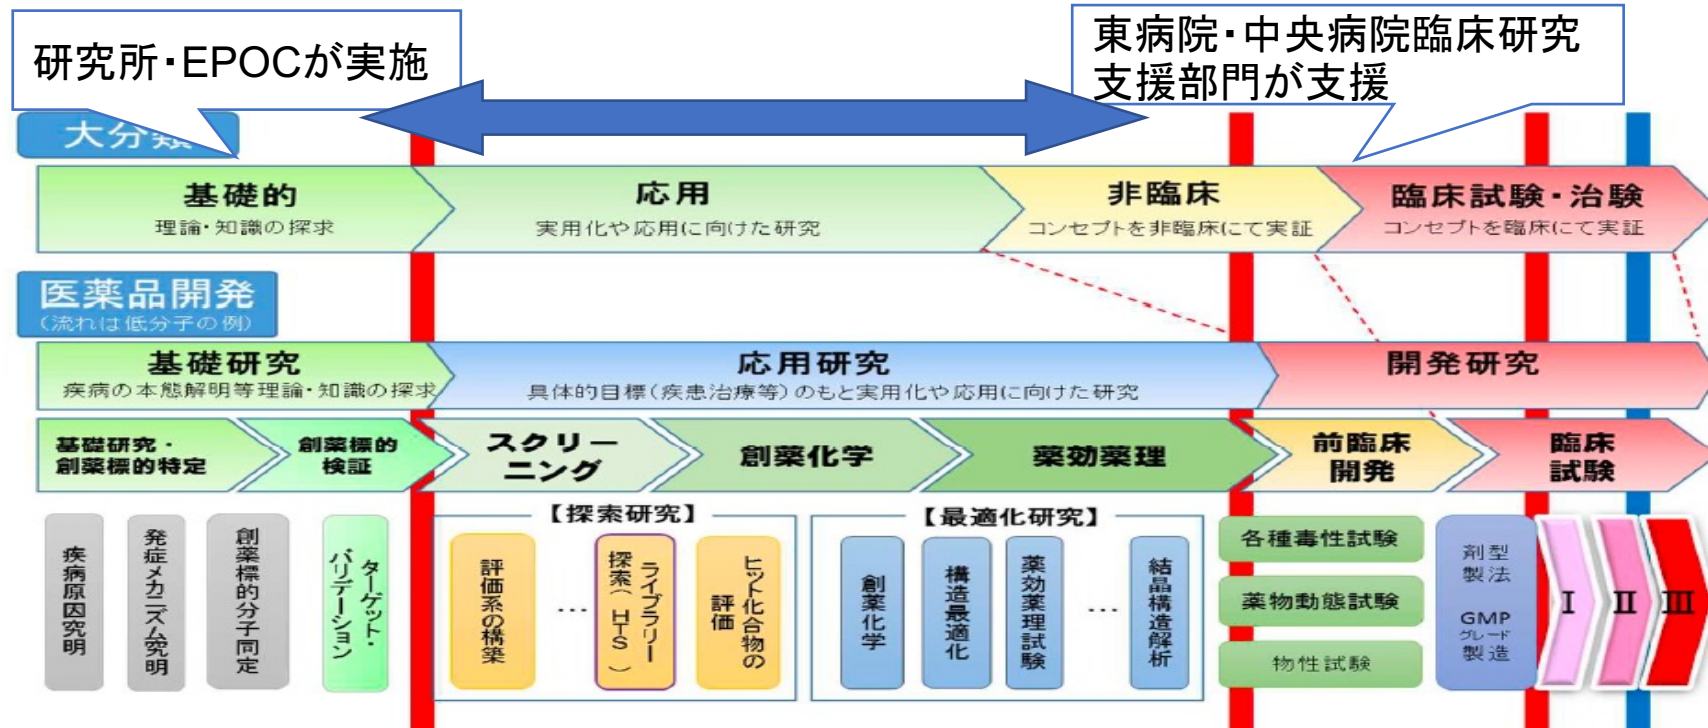 研究所・EPOCが実施
東病院・中央病院臨床研究
支援部門が支援
大分類
基礎的
理論・知識の探求
応用
実用化や応用に向けた研究
非臨床
コンセプトを非臨床にて実証
臨床試験・治験
コンセプトを臨床にて実証
医薬品開発
(流れは低分子の例)
基礎研究
疾病の本態解明等理論・知識の探求
応用研究
具体的目標(疾患治療等)のもと実用化や応用に向けた研究
開発研究
基礎研究・
創薬標的特定
創薬標的
検証
スクリー
ニング
創薬化学
薬効薬理
前臨床
開発
臨床
試験
疾病原因究明
発症メカニズム究明
創薬標的分子同定
ターゲット・
バリデーション
【探索研究】
評価系の構築
…
ライブラリー
探索(HTS)
ヒット化合物の
評価
【最適化研究】
創薬化学
構造最適化
薬効薬理試験
…
結晶構造解析
各種毒性試験
薬物動態試験
物性試験
剤型
製法
GMP
グレード
製造
I
II
III